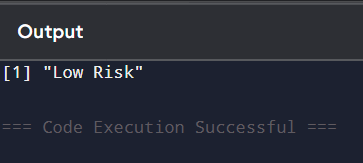 Output
[1] "Low Risk"
=== Code Execution Successful ===